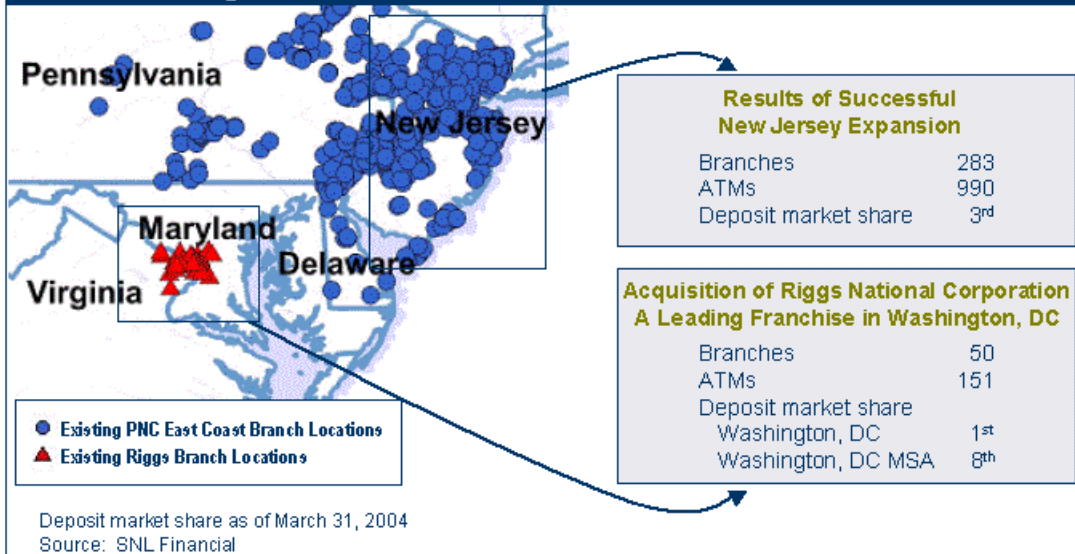 Pennsylvania
New Jersey
Maryland
Delaware
Virginia
Existing PNC East Coast Branch Locations
Existing Riggs Branch Locations
Deposit market share as of March 31, 2004
Source: SNL Financial
Results of Successful
New Jersey Expansion
Branches 283
ATMs 990
Deposit market share 3rd
Acquisition of Riggs National Corporation
A Leading Franchise in Washington, DC
Branches 50
ATMs 151
Deposit market share
Washington, DC 1st
Washington, DC MSA 8th